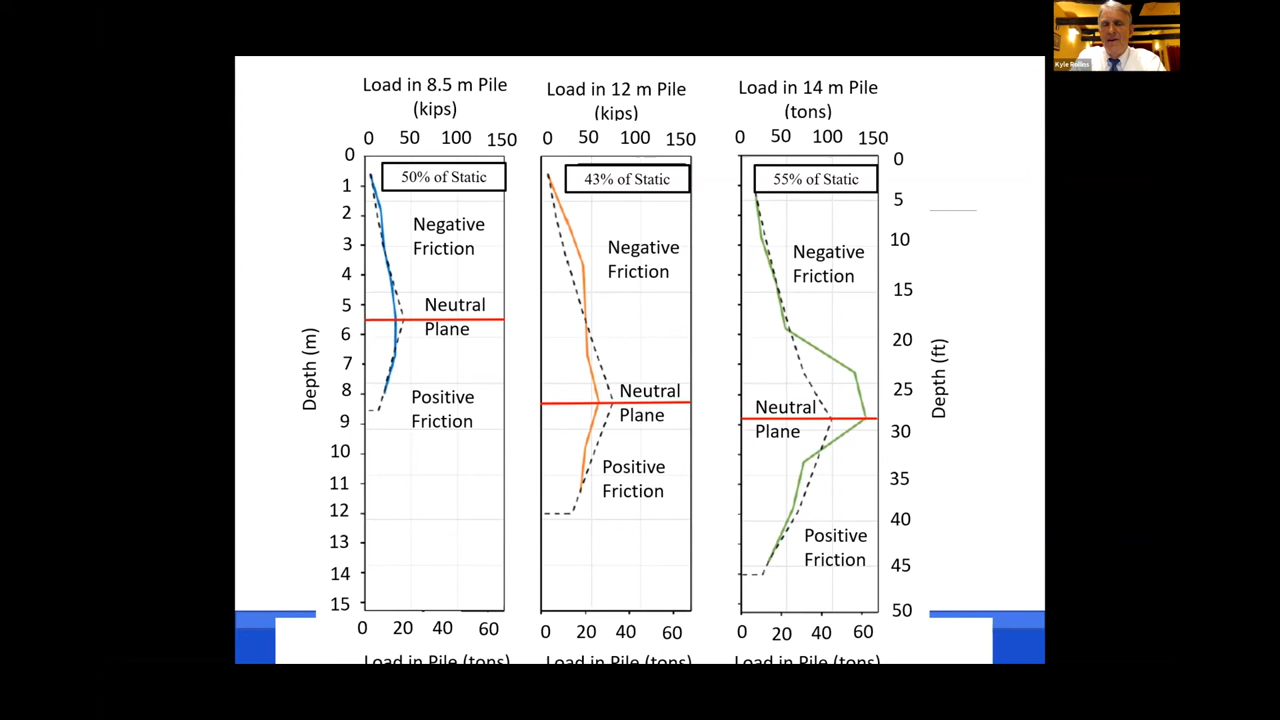 Kyle Rollins
Load in 8.5 m Pile
(kips)
0 50 100 150
50% of Static
Negative
Friction
Neutral
Plane
Positive
Friction
0
1
2
3
4
5
6
7
8
9
10
11
12
13
14
15
Depth (m)
0 20 40 60
Load in Pile (tons)
Load in 12 m Pile
(kips)
0 50 100 150
43% of Static
Negative
Friction
Neutral
Plane
Positive
Friction
0 20 40 60
Load in Pile (tons)
Load in 14 m Pile
(tons)
0 50 100 150
55% of Static
Negative
Friction
Neutral
Plane
Positive
Friction
0
5
10
15
20
25
30
35
40
45
50
Depth (ft)
0 20 40 60
Load in Pile (tons)